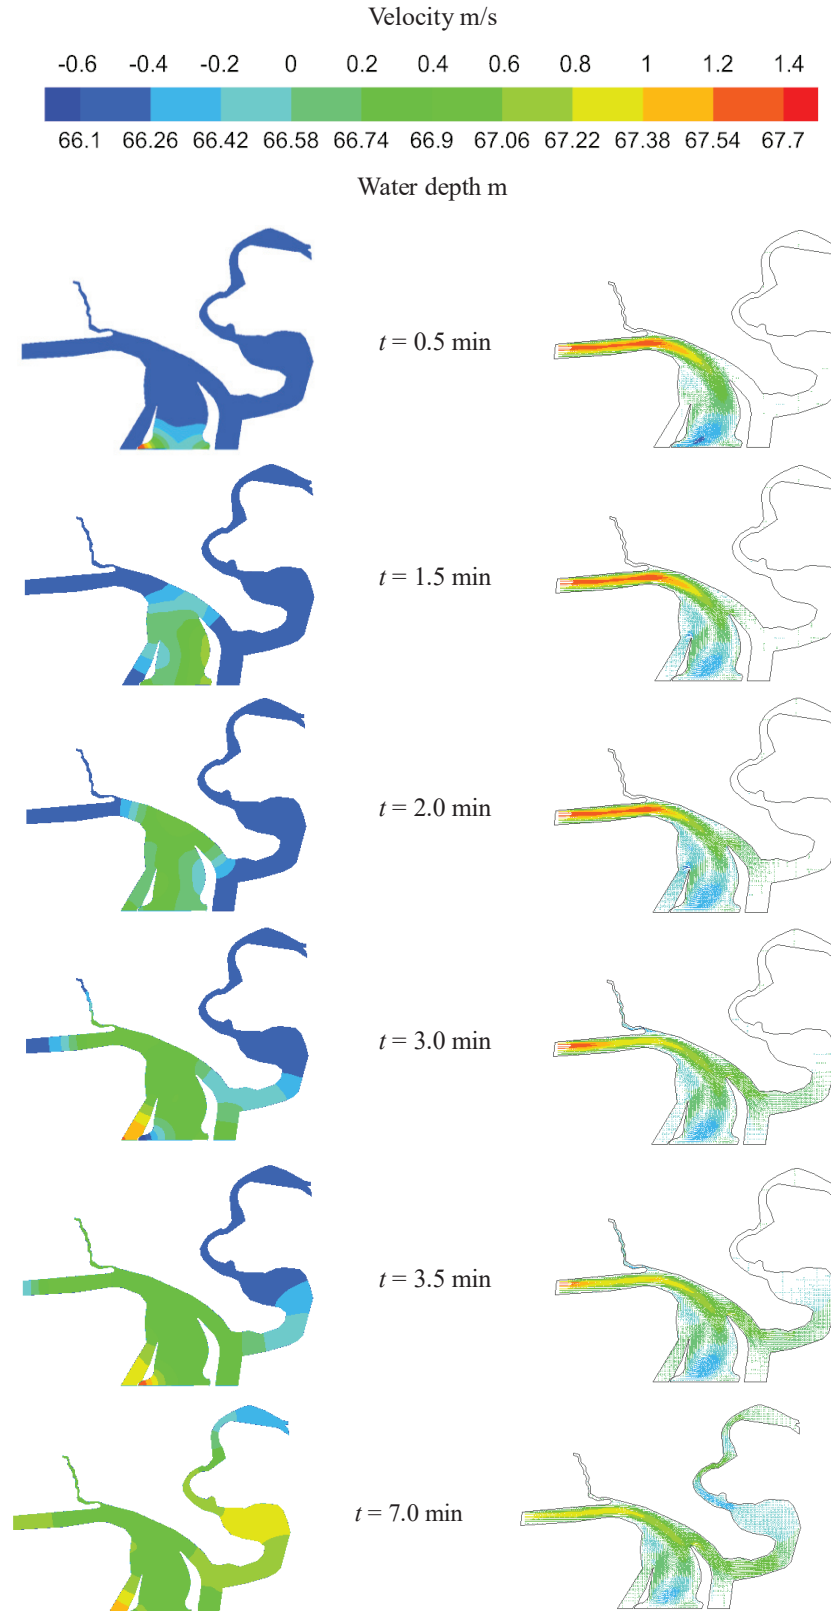 Velocity m/s
-0.6 -0.4 -0.2 0 0.2 0.4 0.6 0.8 1 1.2 1.4
66.1 66.26 66.42 66.58 66.74 66.9 67.06 67.22 67.38 67.54 67.7
Water depth m
t = 0.5 min
t = 1.5 min
t = 2.0 min
t = 3.0 min
t = 3.5 min
t = 7.0 min